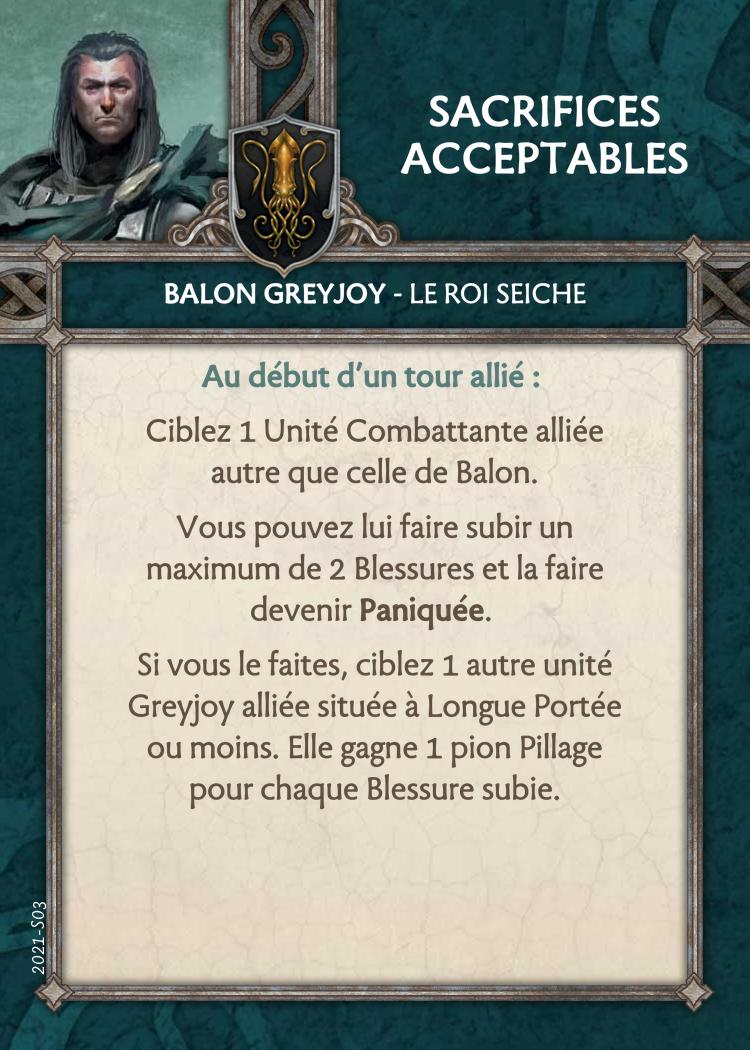 SACRIFICES
ACCEPTABLES
BALON GREYJOY - LE ROI SEICHE
Au début d’un tour allié :
Ciblez 1 Unité Combattante alliée
autre que celle de Balon.
Vous pouvez lui faire subir un
maximum de 2 Blessures et la faire
devenir Paniquée.
Si vous le faites, ciblez 1 autre unité
Greyjoy alliée située à Longue Portée
ou moins. Elle gagne 1 pion Pillage
pour chaque Blessure subie.
2021-S03